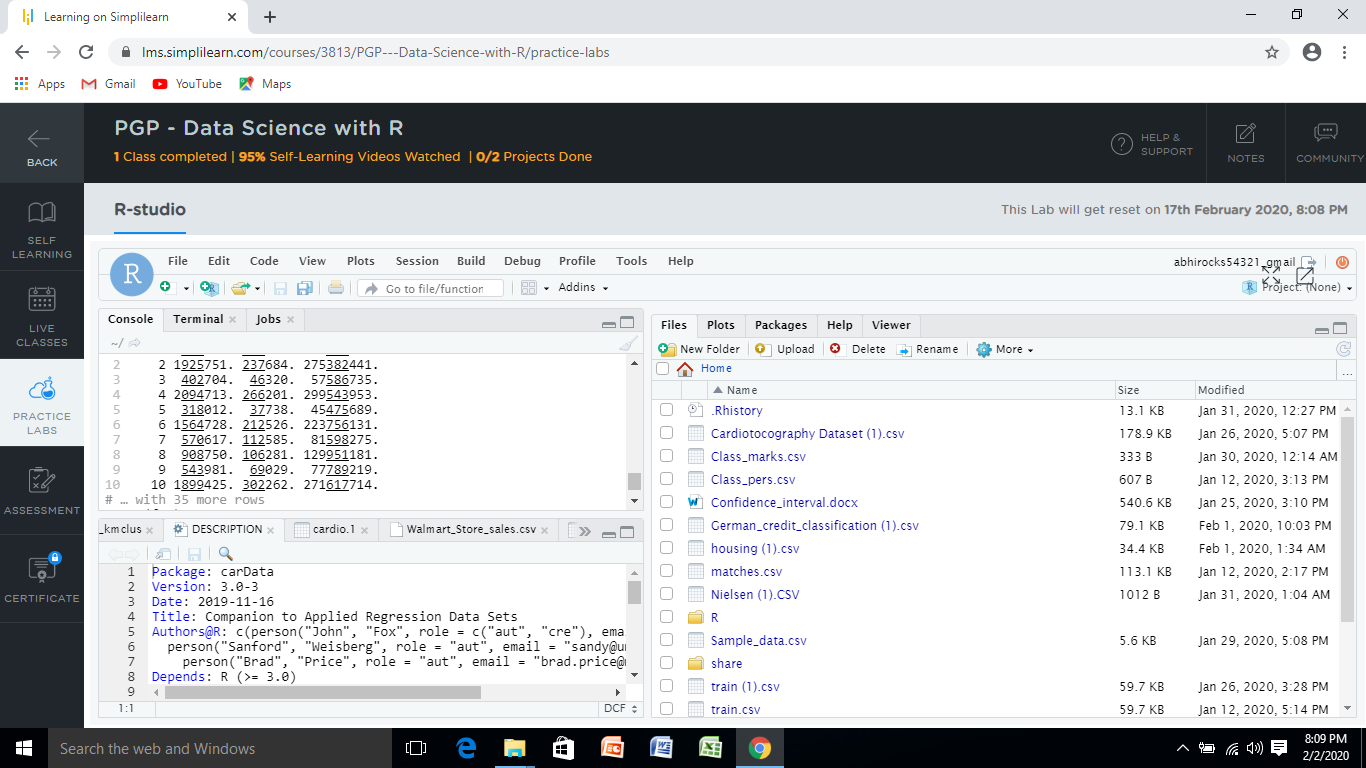 Learning on Simplilearn
lms.simplilearn.com/courses/3813/PGP---Data-Science-with-R/practice-labs
Apps Gmail YouTube Maps
BACK
PGP - Data Science with R
1 Class completed | 95% Self-Learning Videos Watched | 0/2 Projects Done
HELP & SUPPORT
NOTES
COMMUNITY
SELF LEARNING
LIVE CLASSES
PRACTICE LABS
ASSESSMENT
CERTIFICATE
R-studio
This Lab will get reset on 17th February 2020, 8:08 PM
R
File Edit Code View Plots Session Build Debug Profile Tools Help
abhirocks54321_gmail
Go to file/function
Addins
Project: (None)
Console Terminal Jobs
~/
2 2 1925751. 237684. 275382441.
3 3 402704. 46320. 57586735.
4 4 2094713. 266201. 299543953.
5 5 318012. 37738. 45475689.
6 6 1564728. 212526. 223756131.
7 7 570617. 112585. 81598275.
8 8 908750. 106281. 129951181.
9 9 543981. 69029. 77789219.
10 10 1899425. 302262. 271617714.
# … with 35 more rows
_kmclus DESCRIPTION cardio.1 Walmart_Store_sales.csv
1 Package: carData
2 Version: 3.0-3
3 Date: 2019-11-16
4 Title: Companion to Applied Regression Data Sets
5 Authors@R: c(person("John", "Fox", role = c("aut", "cre"), ema
6 person("Sanford", "Weisberg", role = "aut", email = "sandy@u
7 person("Brad", "Price", role = "aut", email = "brad.price@
8 Depends: R (>= 3.0)
9
1:1
DCF
Files Plots Packages Help Viewer
New Folder Upload Delete Rename More
Home
...
Name Size Modified
.Rhistory 13.1 KB Jan 31, 2020, 12:27 PM
Cardiotocography Dataset (1).csv 178.9 KB Jan 26, 2020, 5:07 PM
Class_marks.csv 333 B Jan 30, 2020, 12:14 AM
Class_pers.csv 607 B Jan 12, 2020, 3:13 PM
Confidence_interval.docx 540.6 KB Jan 25, 2020, 3:10 PM
German_credit_classification (1).csv 79.1 KB Feb 1, 2020, 10:03 PM
housing (1).csv 34.4 KB Feb 1, 2020, 1:34 AM
matches.csv 113.1 KB Jan 12, 2020, 2:17 PM
Nielsen (1).CSV 1012 B Jan 31, 2020, 1:04 AM
R
Sample_data.csv 5.6 KB Jan 29, 2020, 5:08 PM
share
train (1).csv 59.7 KB Jan 26, 2020, 3:28 PM
train.csv 59.7 KB Jan 12, 2020, 5:14 PM
Search the web and Windows
8:09 PM
2/2/2020